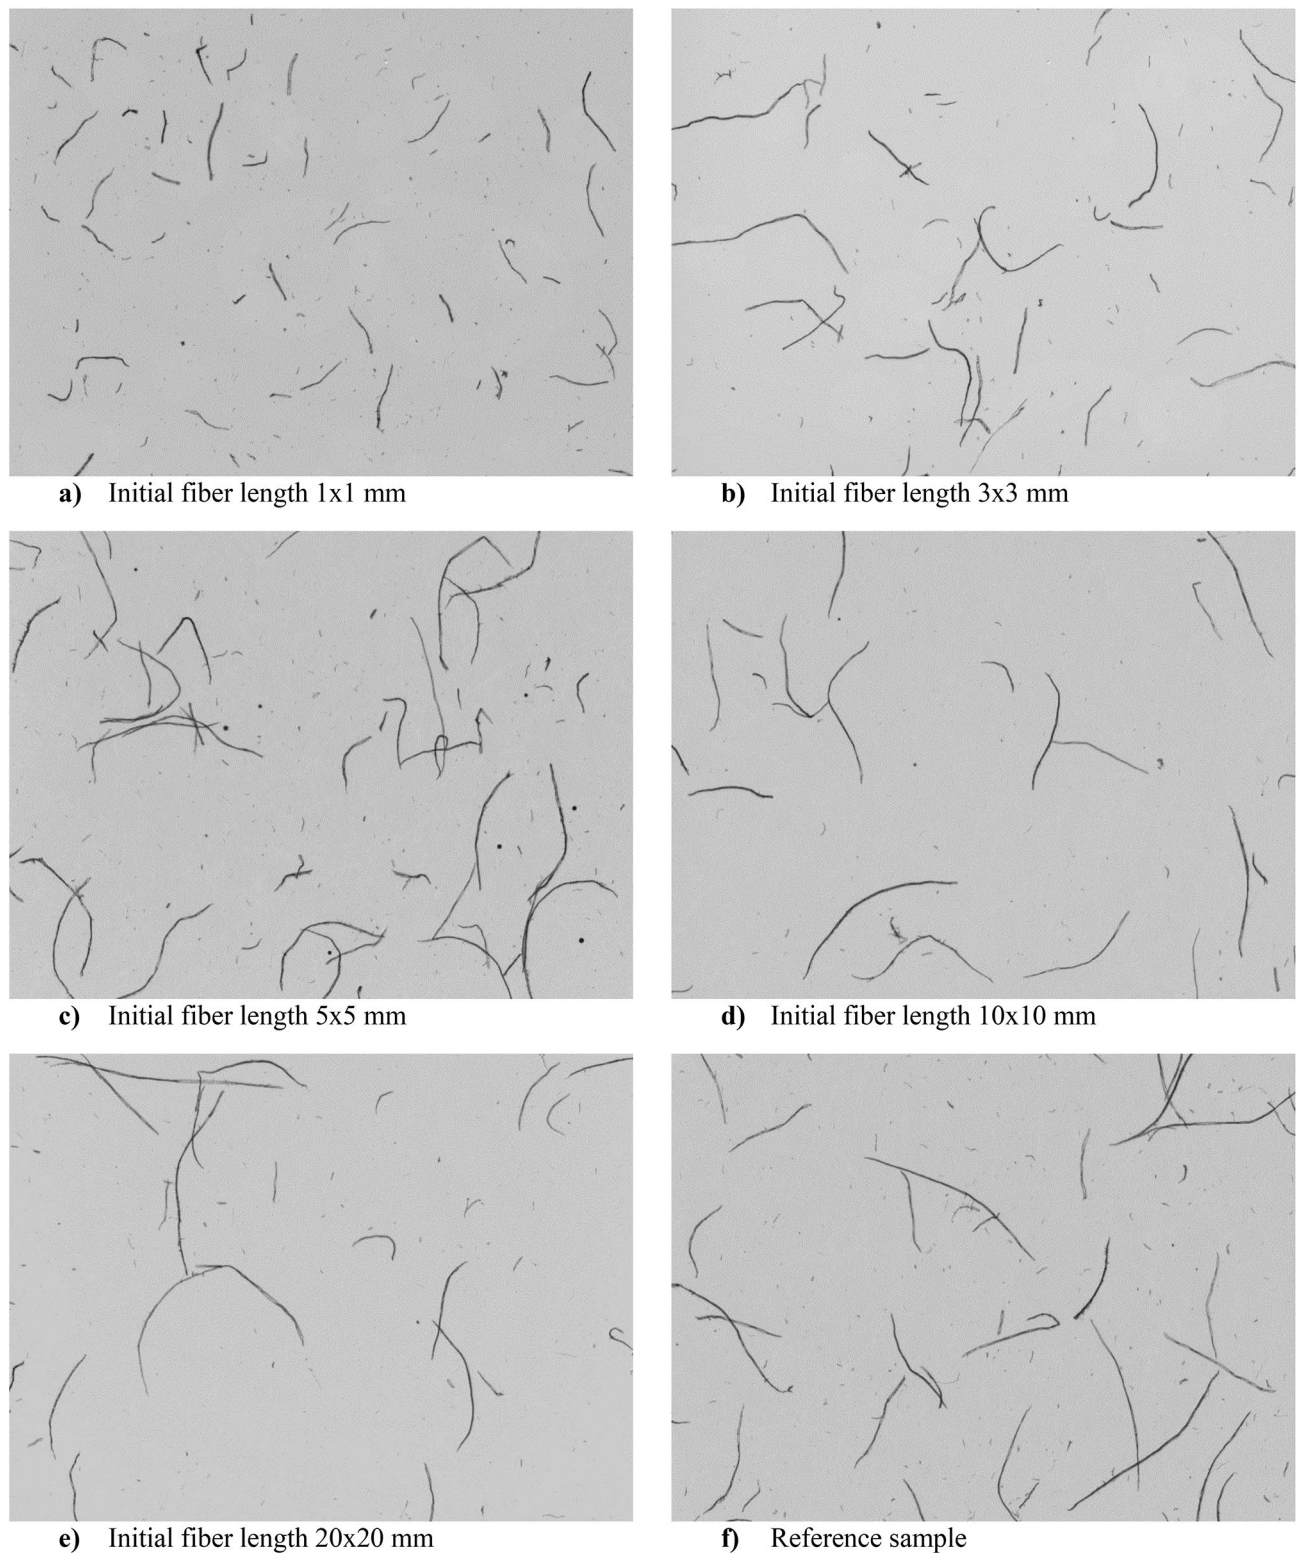 a) Initial fiber length 1x1 mm
b) Initial fiber length 3x3 mm
c) Initial fiber length 5x5 mm
d) Initial fiber length 10x10 mm
e) Initial fiber length 20x20 mm
f) Reference sample